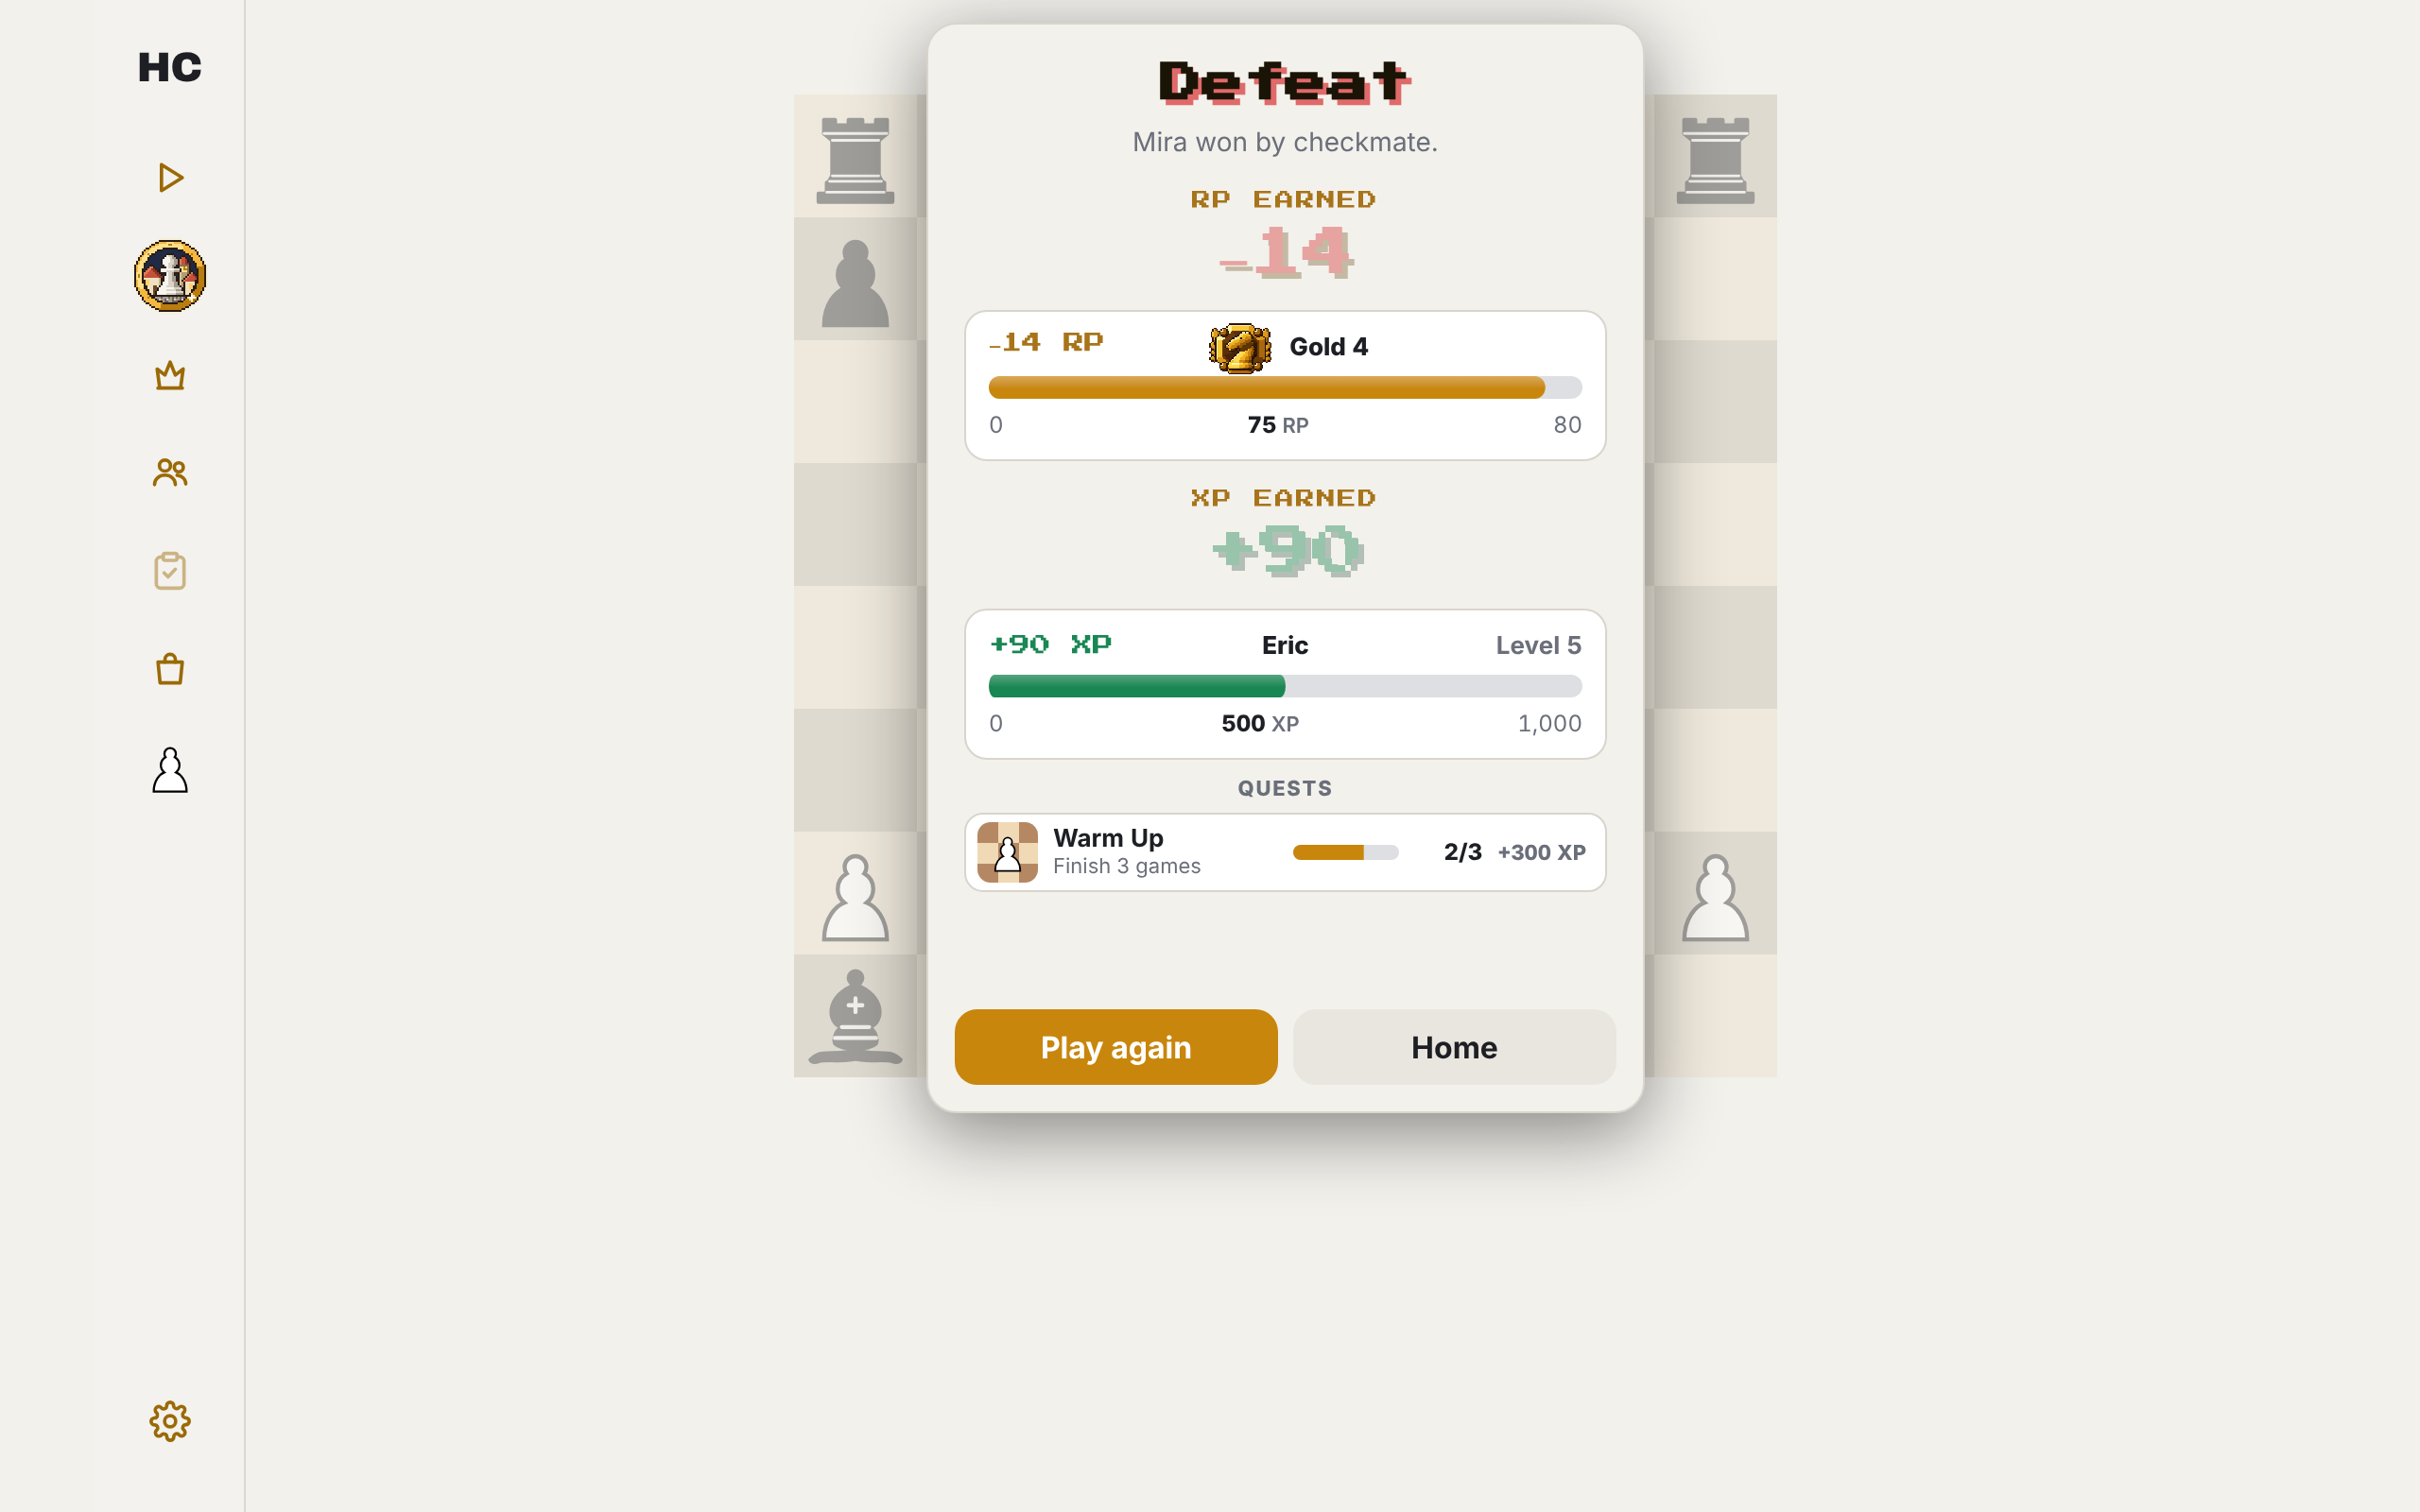 HC
Defeat
Mira won by checkmate.
RP EARNED
-14
-14 RP
Gold 4
0
75 RP
80
XP EARNED
+90
+90 XP
Eric
Level 5
0
500 XP
1,000
QUESTS
Warm Up
Finish 3 games
2/3
+300 XP
Play again
Home